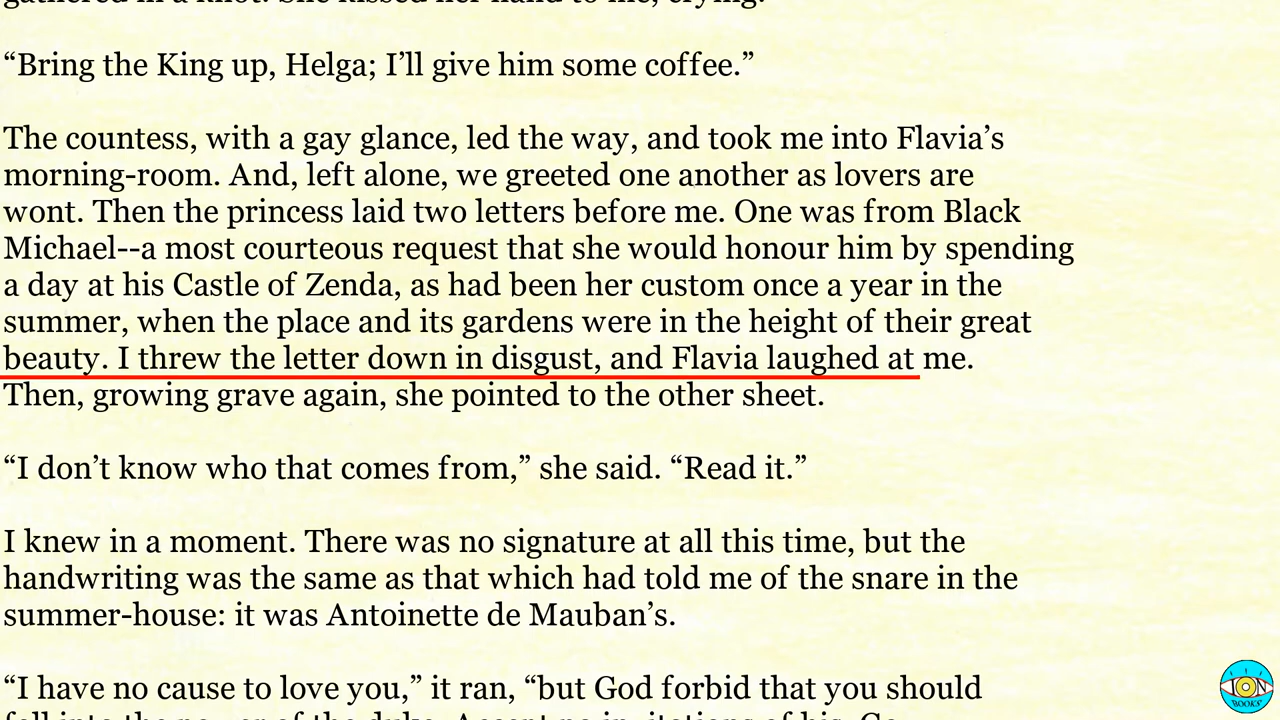 “Bring the King up, Helga; I’ll give him some coffee.”
The countess, with a gay glance, led the way, and took me into Flavia’s
morning-room. And, left alone, we greeted one another as lovers are
wont. Then the princess laid two letters before me. One was from Black
Michael--a most courteous request that she would honour him by spending
a day at his Castle of Zenda, as had been her custom once a year in the
summer, when the place and its gardens were in the height of their great
beauty. I threw the letter down in disgust, and Flavia laughed at me.
Then, growing grave again, she pointed to the other sheet.
“I don’t know who that comes from,” she said. “Read it.”
I knew in a moment. There was no signature at all this time, but the
handwriting was the same as that which had told me of the snare in the
summer-house: it was Antoinette de Mauban’s.
“I have no cause to love you,” it ran, “but God forbid that you should
ION
BOOKS